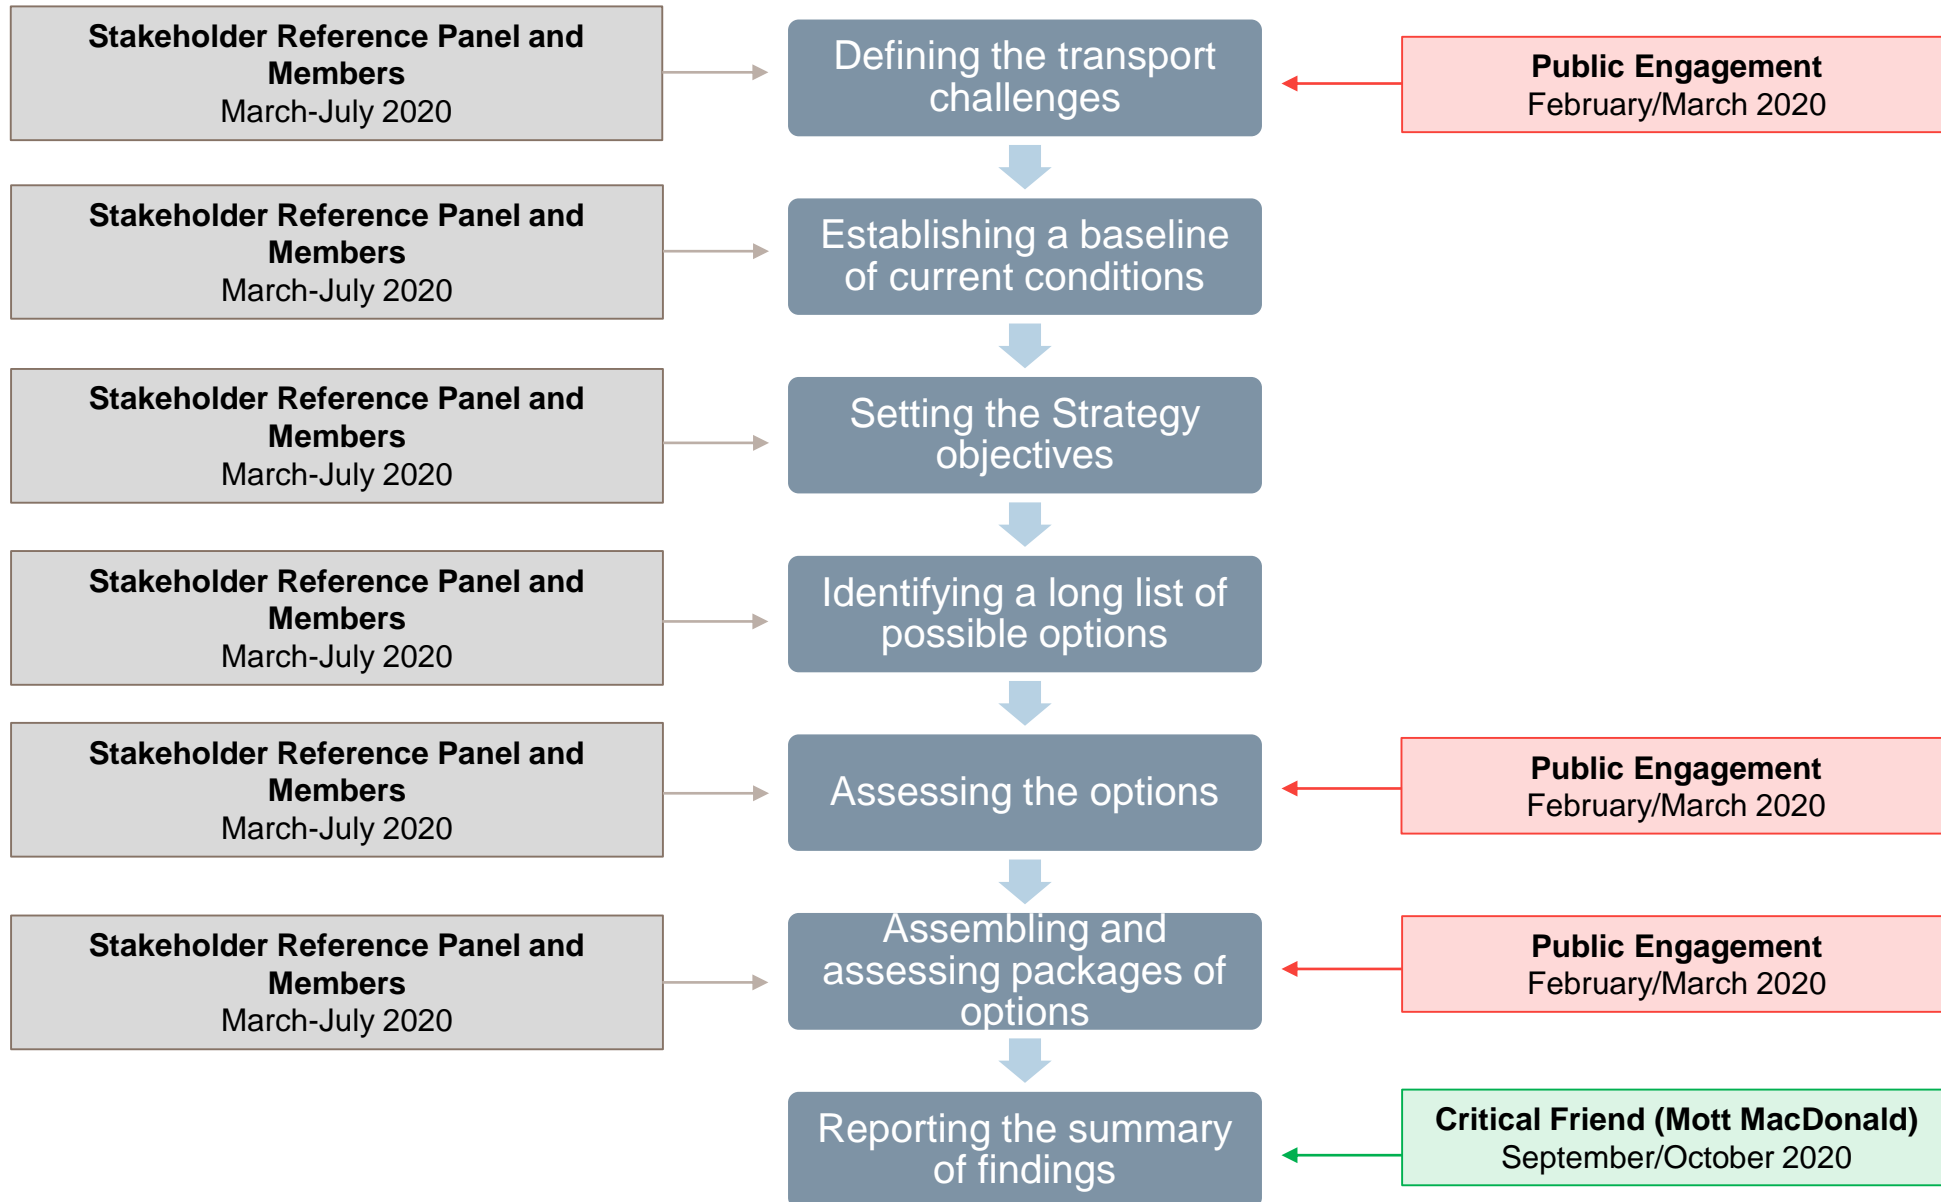 Stakeholder Reference Panel and
Members
March-July 2020
Defining the transport
challenges
Public Engagement
February/March 2020
Stakeholder Reference Panel and
Members
March-July 2020
Establishing a baseline
of current conditions
Stakeholder Reference Panel and
Members
March-July 2020
Setting the Strategy
objectives
Stakeholder Reference Panel and
Members
March-July 2020
Identifying a long list of
possible options
Stakeholder Reference Panel and
Members
March-July 2020
Assessing the options
Public Engagement
February/March 2020
Stakeholder Reference Panel and
Members
March-July 2020
Assembling and
assessing packages of
options
Public Engagement
February/March 2020
Reporting the summary
of findings
Critical Friend (Mott MacDonald)
September/October 2020